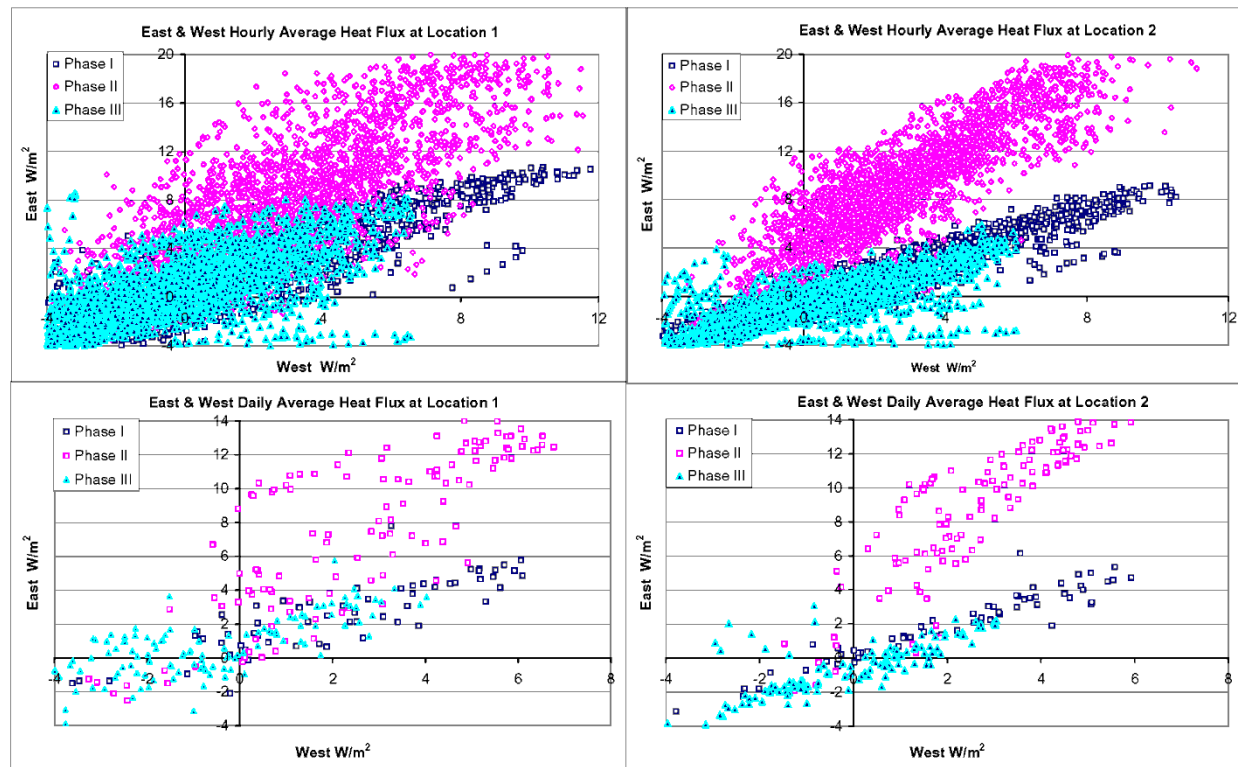 East & West Hourly Average Heat Flux at Location 1
20
Phase I
Phase II
Phase III
16
12
8
4
0
-4
-4
0
4
8
12
East W/m²
West W/m²
East & West Hourly Average Heat Flux at Location 2
20
Phase I
Phase II
Phase III
16
12
8
4
0
-4
-4
0
4
8
12
East W/m²
West W/m²
East & West Daily Average Heat Flux at Location 1
14
Phase I
Phase II
Phase III
12
10
8
6
4
2
0
-2
-4
-4
-2
0
2
4
6
8
East W/m²
West W/m²
East & West Daily Average Heat Flux at Location 2
14
Phase I
Phase II
Phase III
12
10
8
6
4
2
0
-2
-4
-4
-2
0
2
4
6
8
East W/m²
West W/m²